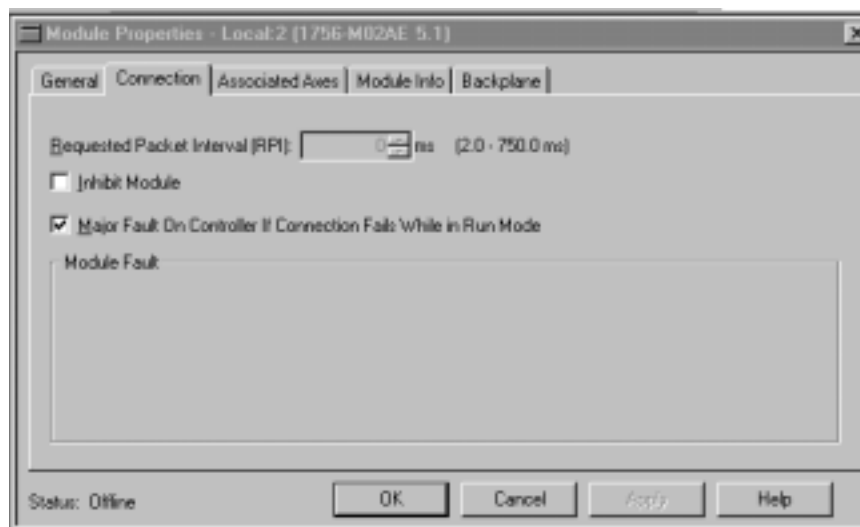 Module Properties - Local:2 (1756-M02AE 5.1)
General Connection Associated Axes Module Info Backplane
Requested Packet Interval (RPI): 0 ms (2.0 - 750.0 ms)
Inhibit Module
Major Fault On Controller If Connection Fails While in Run Mode
Module Fault
Status: Offline OK Cancel Apply Help